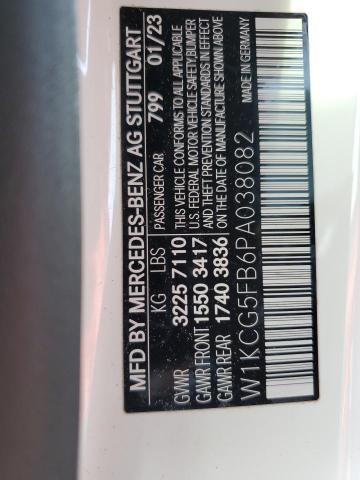 MFD BY MERCEDES-BENZ AG STUTTGART
PASSENGER CAR 799 01/23
KG LBS
GVWR 3225 7110
GAWR FRONT 1550 3417
GAWR REAR 1740 3836
THIS VEHICLE CONFORMS TO ALL APPLICABLE
U.S. FEDERAL MOTOR VEHICLE SAFETY,BUMPER
AND THEFT PREVENTION STANDARDS IN EFFECT
ON THE DATE OF MANUFACTURE SHOWN ABOVE
MADE IN GERMANY
W1KCG5FB6PA038082